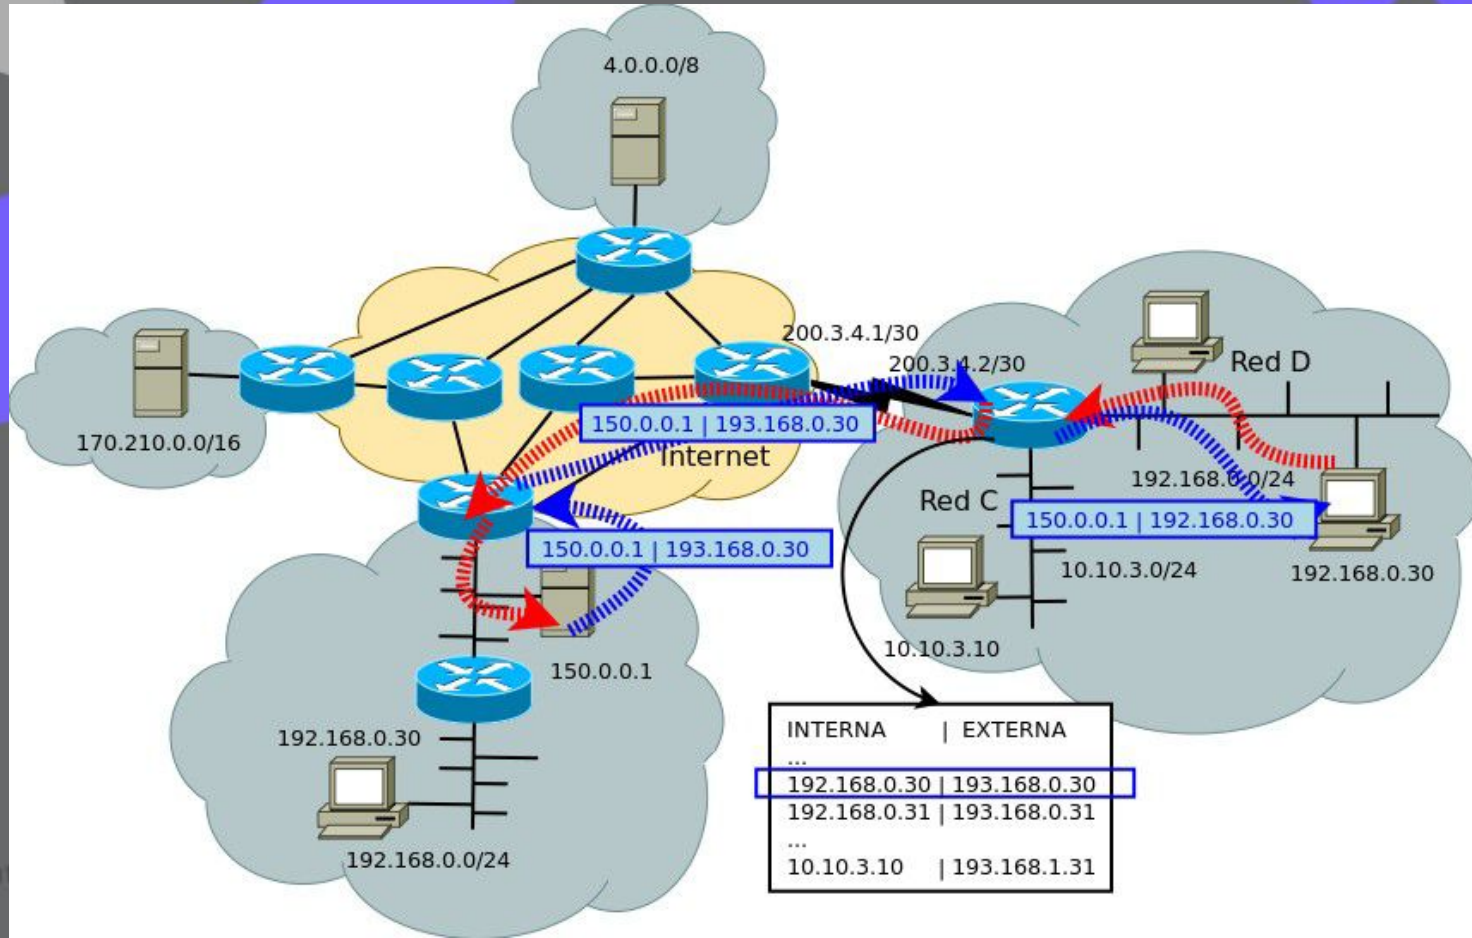 4.0.0.0/8
200.3.4.1/30
200.3.4.2/30
Red D
170.210.0.0/16
150.0.0.1 | 193.168.0.30
Internet
192.168.0.0/24
Red C
150.0.0.1 | 192.168.0.30
150.0.0.1 | 193.168.0.30
10.10.3.0/24
192.168.0.30
10.10.3.10
150.0.0.1
192.168.0.30
192.168.0.0/24
INTERNA | EXTERNA
...
192.168.0.30 | 193.168.0.30
192.168.0.31 | 193.168.0.31
...
10.10.3.10 | 193.168.1.31